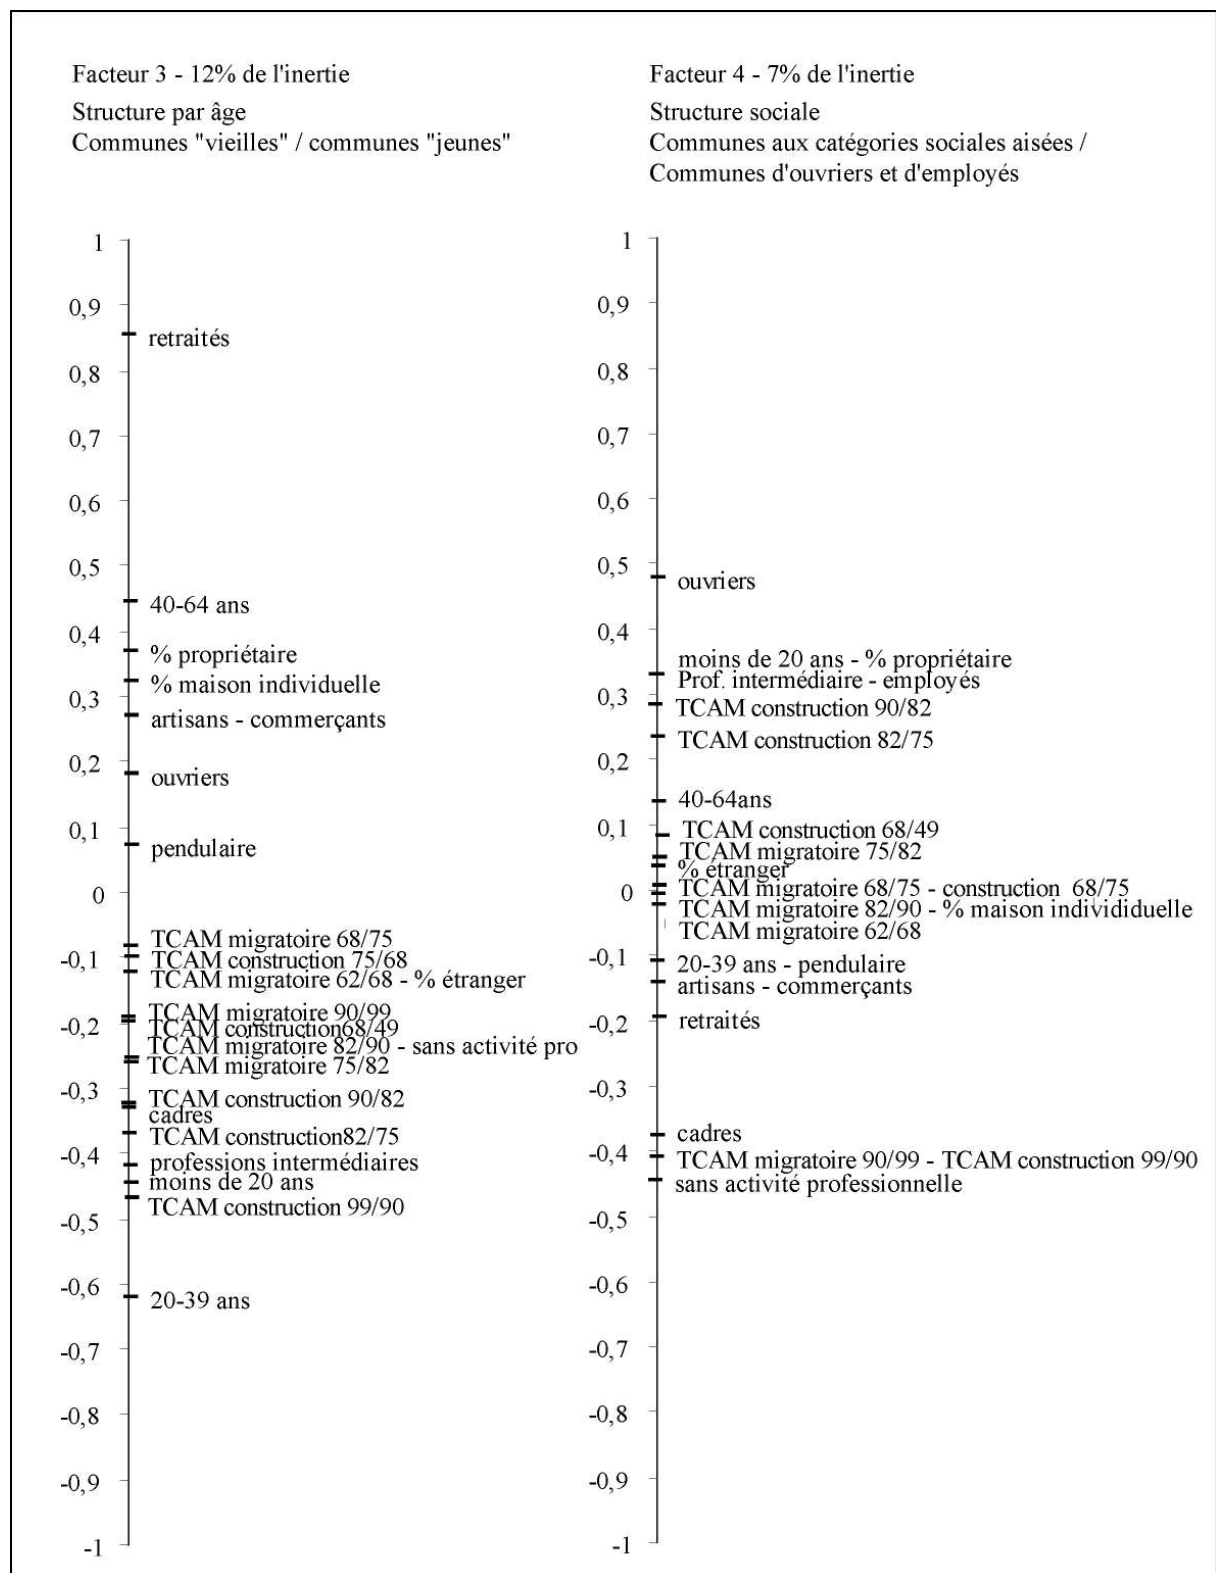 Facteur 3 - 12% de l'inertie
Structure par âge
Communes "vieilles" / communes "jeunes"
1
0,9
retraités
0,8
0,7
0,6
0,5
40-64 ans
0,4
% propriétaire
% maison individuelle
0,3
artisans - commerçants
0,2
ouvriers
0,1
pendulaire
0
TCAM migratoire 68/75
-0,1
TCAM construction 75/68
TCAM migratoire 62/68 - % étranger
TCAM migratoire 90/99
-0,2
TCAM construction68/49
TCAM migratoire 82/90 - sans activité pro
TCAM migratoire 75/82
-0,3
TCAM construction 90/82
cadres
TCAM construction82/75
-0,4
professions intermédiaires
moins de 20 ans
TCAM construction 99/90
-0,5
-0,6
20-39 ans
-0,7
-0,8
-0,9
-1
Facteur 4 - 7% de l'inertie
Structure sociale
Communes aux catégories sociales aisées /
Communes d'ouvriers et d'employés
1
0,9
0,8
0,7
0,6
0,5
ouvriers
0,4
moins de 20 ans - % propriétaire
Prof. intermédiaire - employés
0,3
TCAM construction 90/82
TCAM construction 82/75
0,2
40-64ans
0,1
TCAM construction 68/49
TCAM migratoire 75/82
% étranger
0
TCAM migratoire 68/75 - construction 68/75
TCAM migratoire 82/90 - % maison individiduelle
TCAM migratoire 62/68
-0,1
20-39 ans - pendulaire
artisans - commerçants
-0,2
retraités
-0,3
cadres
-0,4
TCAM migratoire 90/99 - TCAM construction 99/90
sans activité professionnelle
-0,5
-0,6
-0,7
-0,8
-0,9
-1